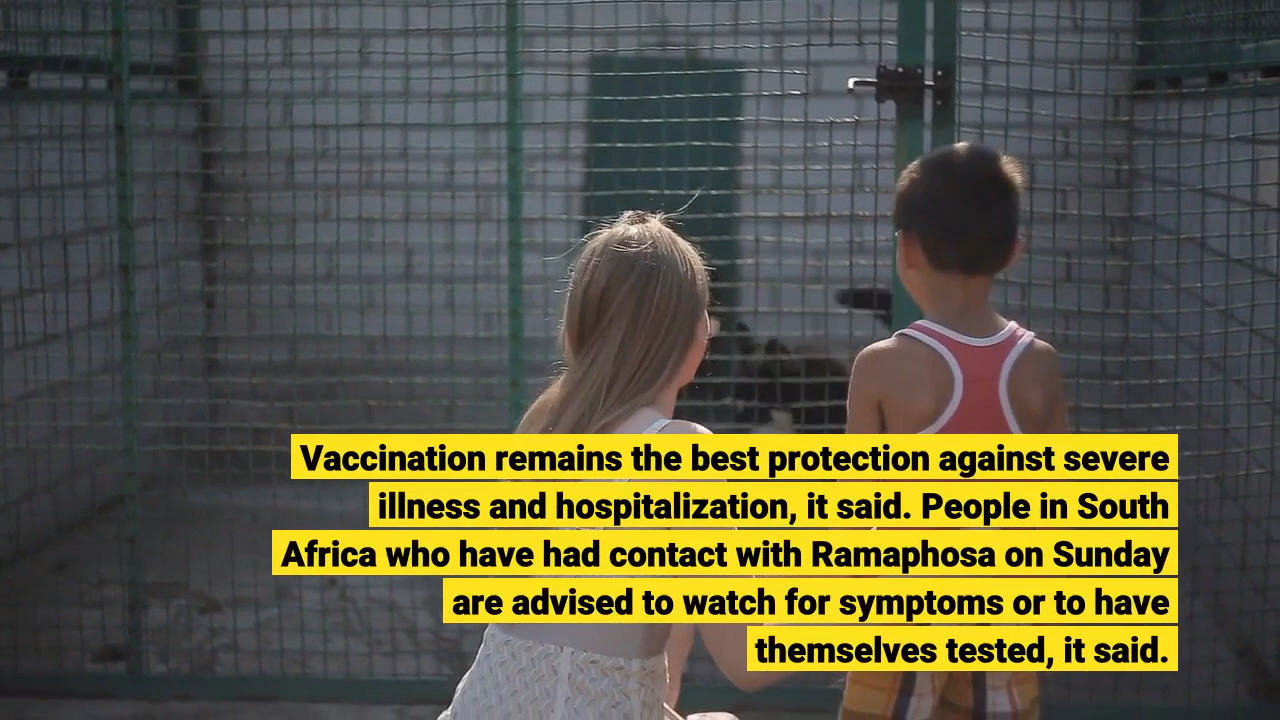 Vaccination remains the best protection against severe
illness and hospitalization, it said. People in South
Africa who have had contact with Ramaphosa on Sunday
are advised to watch for symptoms or to have
themselves tested, it said.